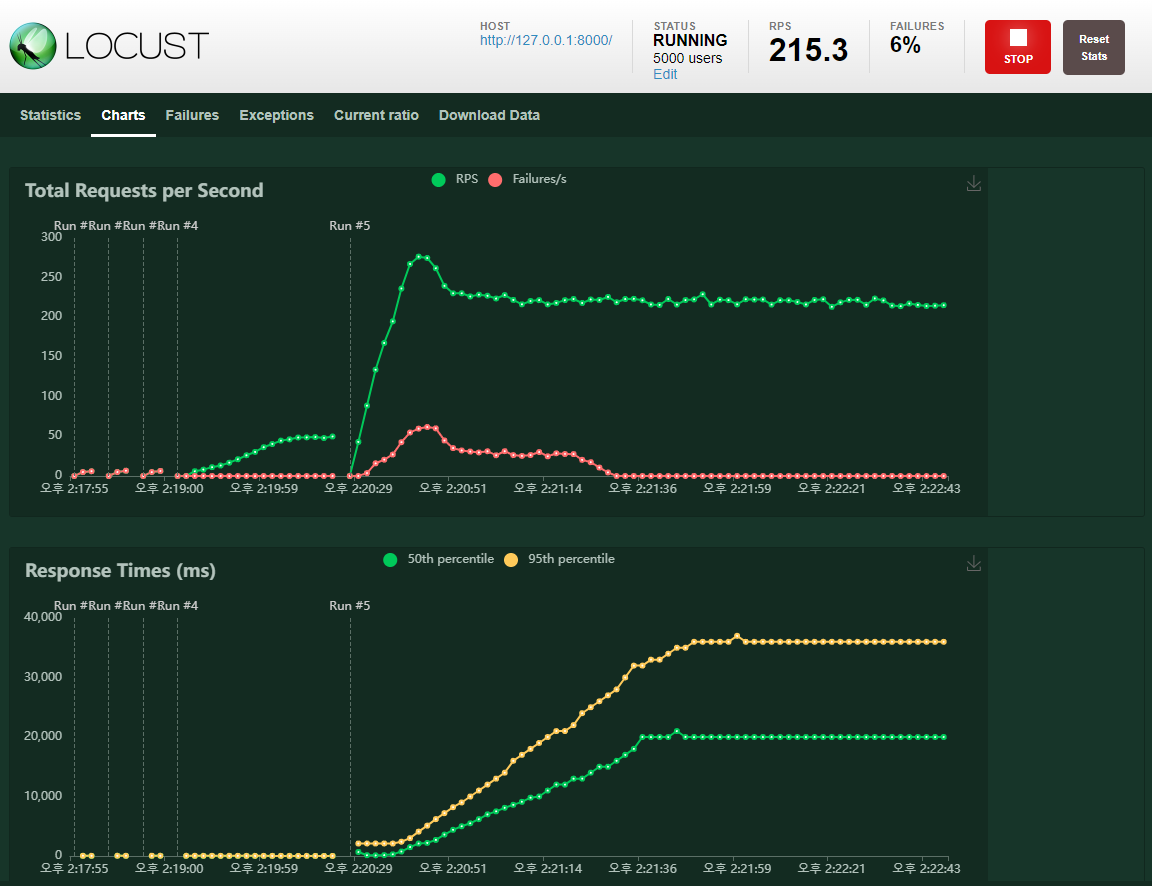 LOCUST
HOST
http://127.0.0.1:8000/
STATUS
RUNNING
5000 users
Edit
RPS
215.3
FAILURES
6%
STOP
Reset
Stats
Statistics Charts Failures Exceptions Current ratio Download Data
Total Requests per Second
RPS Failures/s
Run # Run # Run # Run #4 Run #5
300
250
200
150
100
50
0
오후 2:17:55 오후 2:19:00 오후 2:19:59 오후 2:20:29 오후 2:20:51 오후 2:21:14 오후 2:21:36 오후 2:21:59 오후 2:22:21 오후 2:22:43
Response Times (ms)
50th percentile 95th percentile
Run # Run # Run # Run #4 Run #5
40,000
30,000
20,000
10,000
0
오후 2:17:55 오후 2:19:00 오후 2:19:59 오후 2:20:29 오후 2:20:51 오후 2:21:14 오후 2:21:36 오후 2:21:59 오후 2:22:21 오후 2:22:43